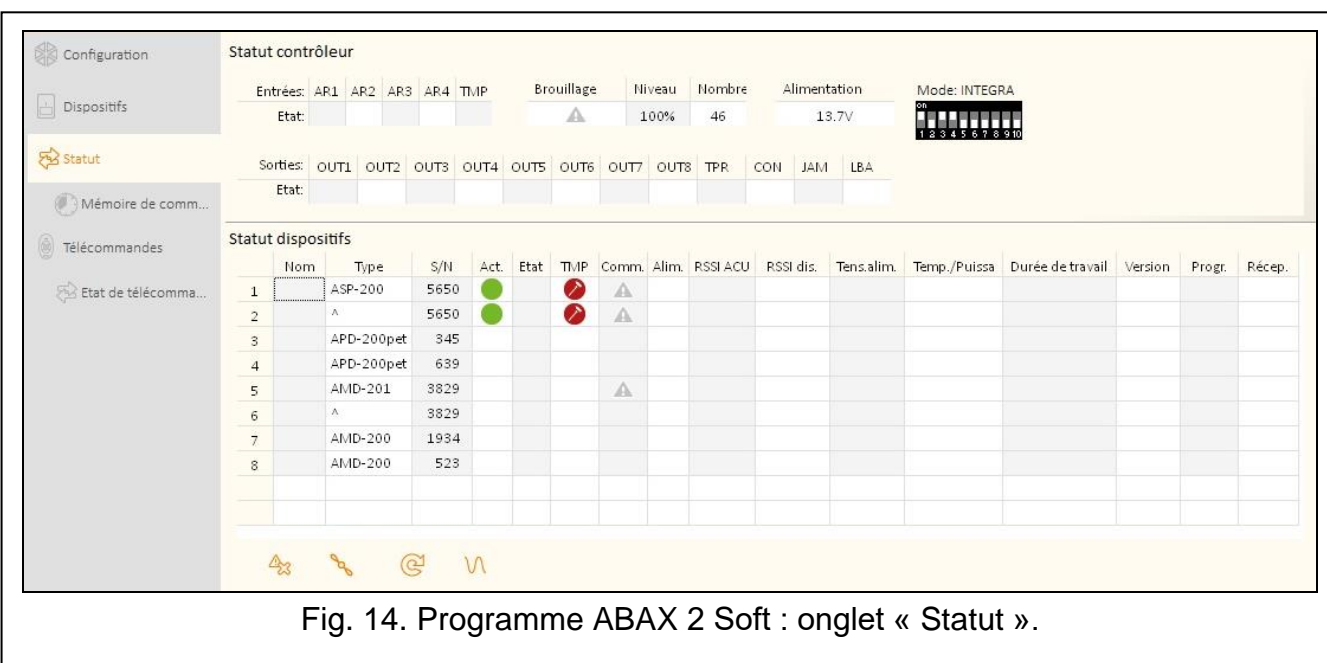 Configuration
Dispositifs
Statut
Mémoire de comm...
Télécommandes
Etat de télécomma...
Statut contrôleur
Entrées: AR1 AR2 AR3 AR4 TMP Brouillage Niveau Nombre Alimentation Mode: INTEGRA
Etat: 100% 46 13.7V
on
1 2 3 4 5 6 7 8 9 10
Sorties: OUT1 OUT2 OUT3 OUT4 OUT5 OUT6 OUT7 OUT8 TPR CON JAM LBA
Etat:
Statut dispositifs
Nom Type S/N Act. Etat TMP Comm. Alim. RSSI ACU RSSI dis. Tens.alim. Temp./Puissa Durée de travail Version Progr. Récep.
1 ASP-200 5650
2 ^ 5650
3 APD-200pet 345
4 APD-200pet 639
5 AMD-201 3829
6 ^ 3829
7 AMD-200 1934
8 AMD-200 523
Fig. 14. Programme ABAX 2 Soft : onglet « Statut ».